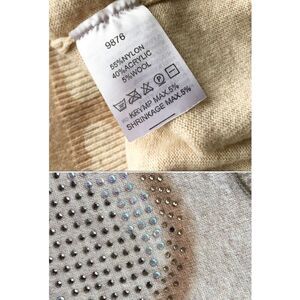 9876
55%NYLON
40%ACRYLIC
5%WOOL
KRYMP MAX.5%
SHRINKAGE MAX.5%